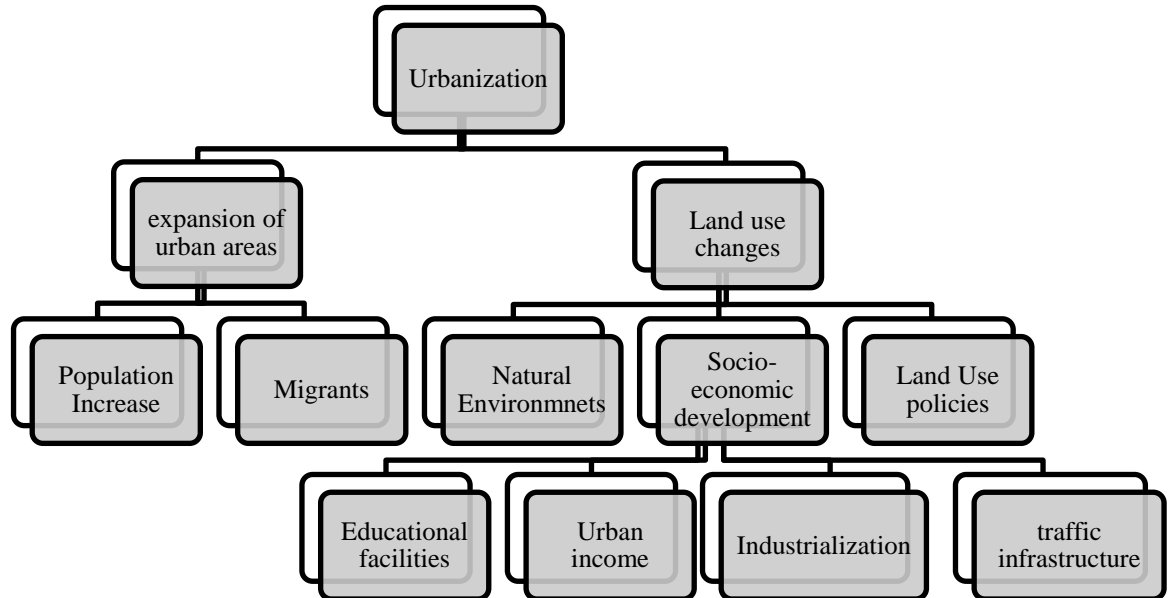 Urbanization
expansion of
urban areas
Land use
changes
Population
Increase
Migrants
Natural
Environmnets
Socio-
economic
development
Land Use
policies
Educational
facilities
Urban
income
Industrialization
traffic
infrastructure